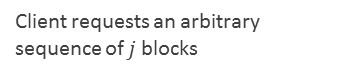 Client requests an arbitrary
sequence of j blocks